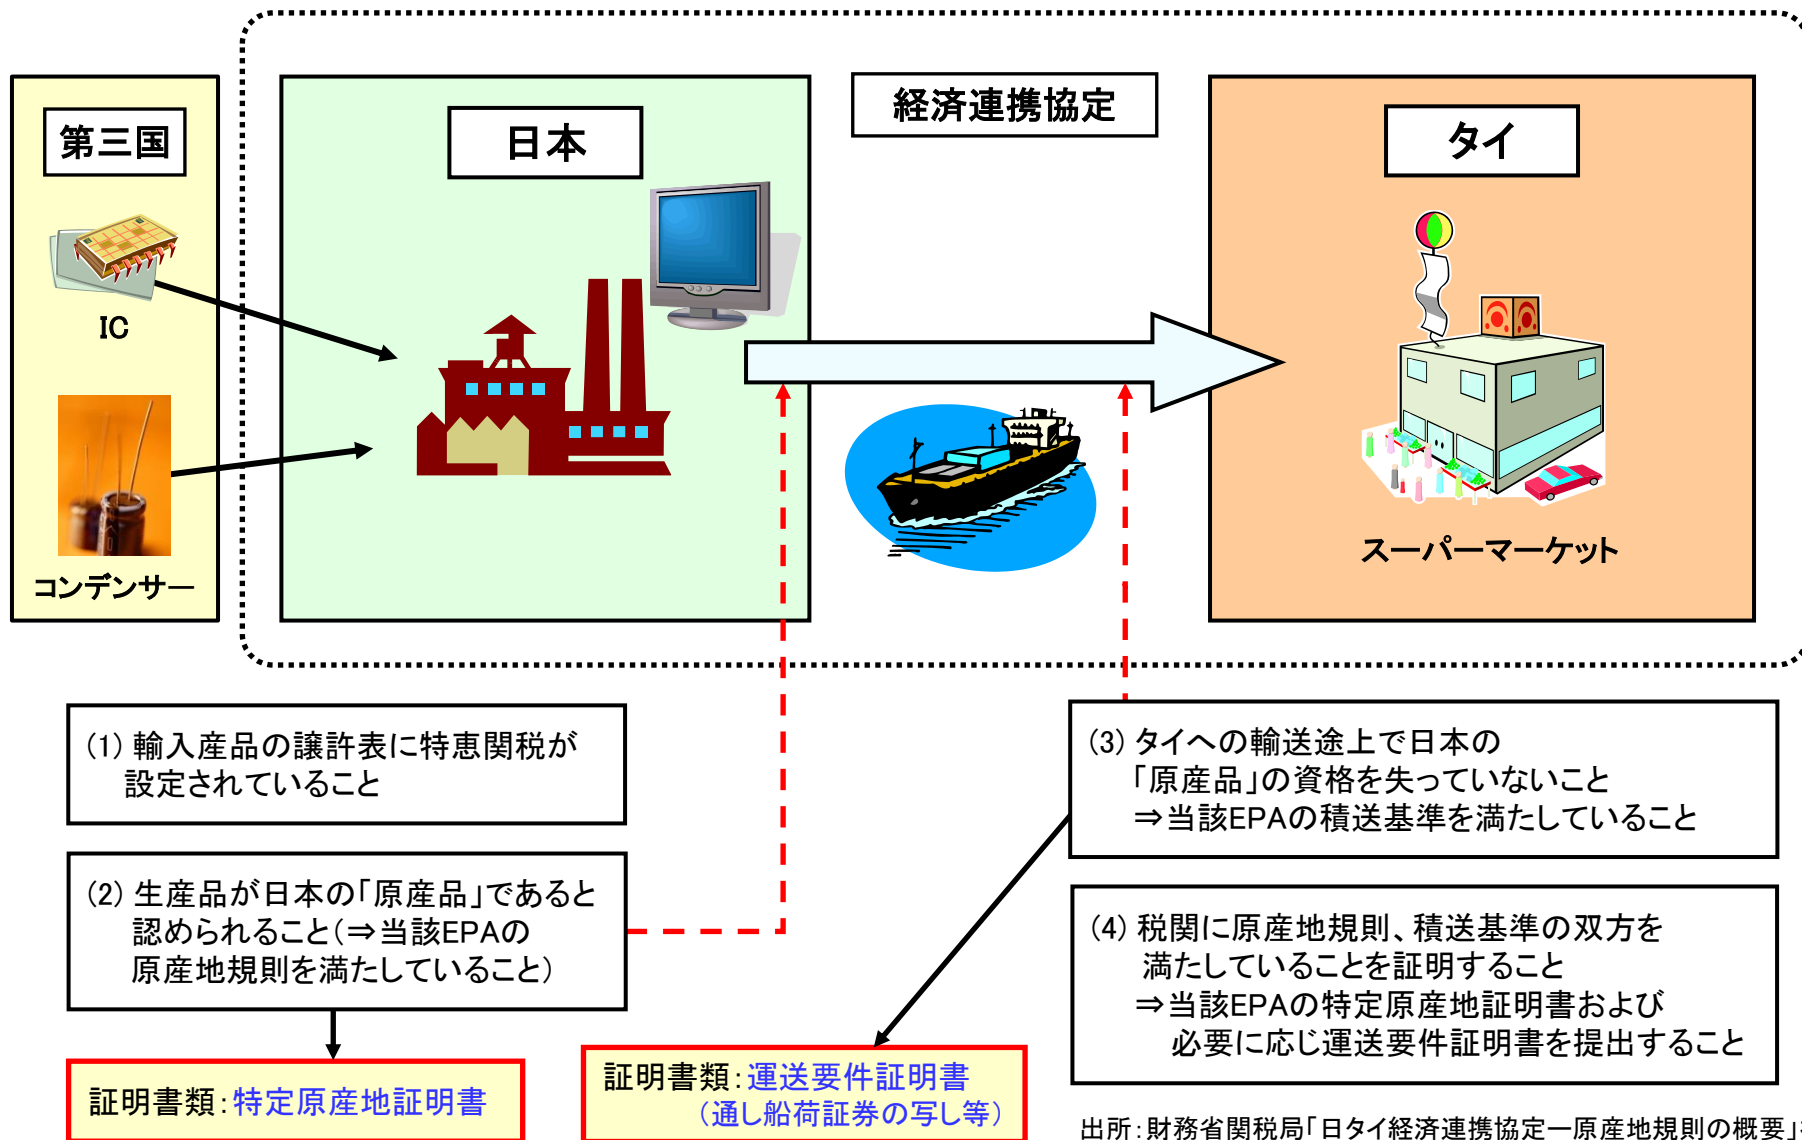 第三国
日本
経済連携協定
タイ
IC
コンデンサー
スーパーマーケット
(1) 輸入産品の譲許表に特恵関税が
設定されていること
(2) 生産品が日本の「原産品」であると
認められること(⇒当該EPAの
原産地規則を満たしていること)
証明書類:特定原産地証明書
(3) タイへの輸送途上で日本の
「原産品」の資格を失っていないこと
⇒当該EPAの積送基準を満たしていること
(4) 税関に原産地規則、積送基準の双方を
満たしていることを証明すること
⇒当該EPAの特定原産地証明書および
必要に応じ運送要件証明書を提出すること
証明書類:運送要件証明書
(通し船荷証券の写し等)
出所:財務省関税局「日タイ経済連携協定ー原産地規則の概要」